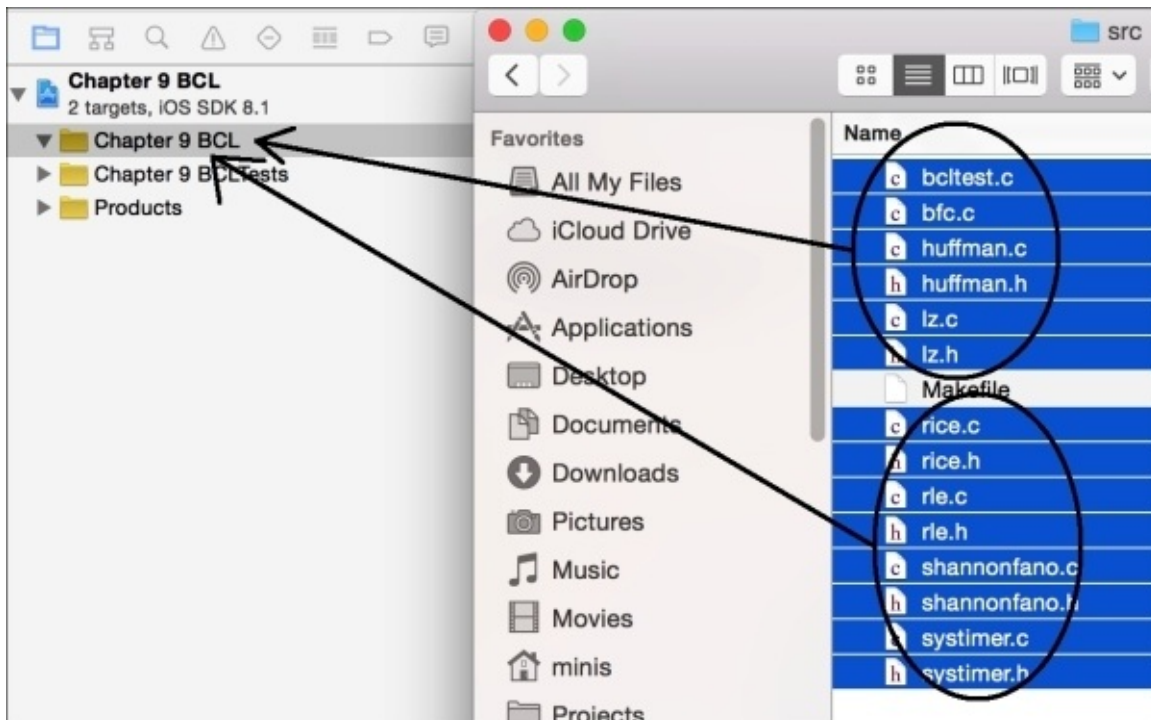 Chapter 9 BCL
2 targets, iOS SDK 8.1
Chapter 9 BCL
Chapter 9 BCLTests
Products
src
Favorites
All My Files
iCloud Drive
AirDrop
Applications
Desktop
Documents
Downloads
Pictures
Music
Movies
minis
Projects
Name
c bcltest.c
c bfc.c
c huffman.c
h huffman.h
c lz.c
h lz.h
Makefile
c rice.c
h rice.h
c rle.c
h rle.h
c shannonfano.c
h shannonfano.h
c systimer.c
h systimer.h